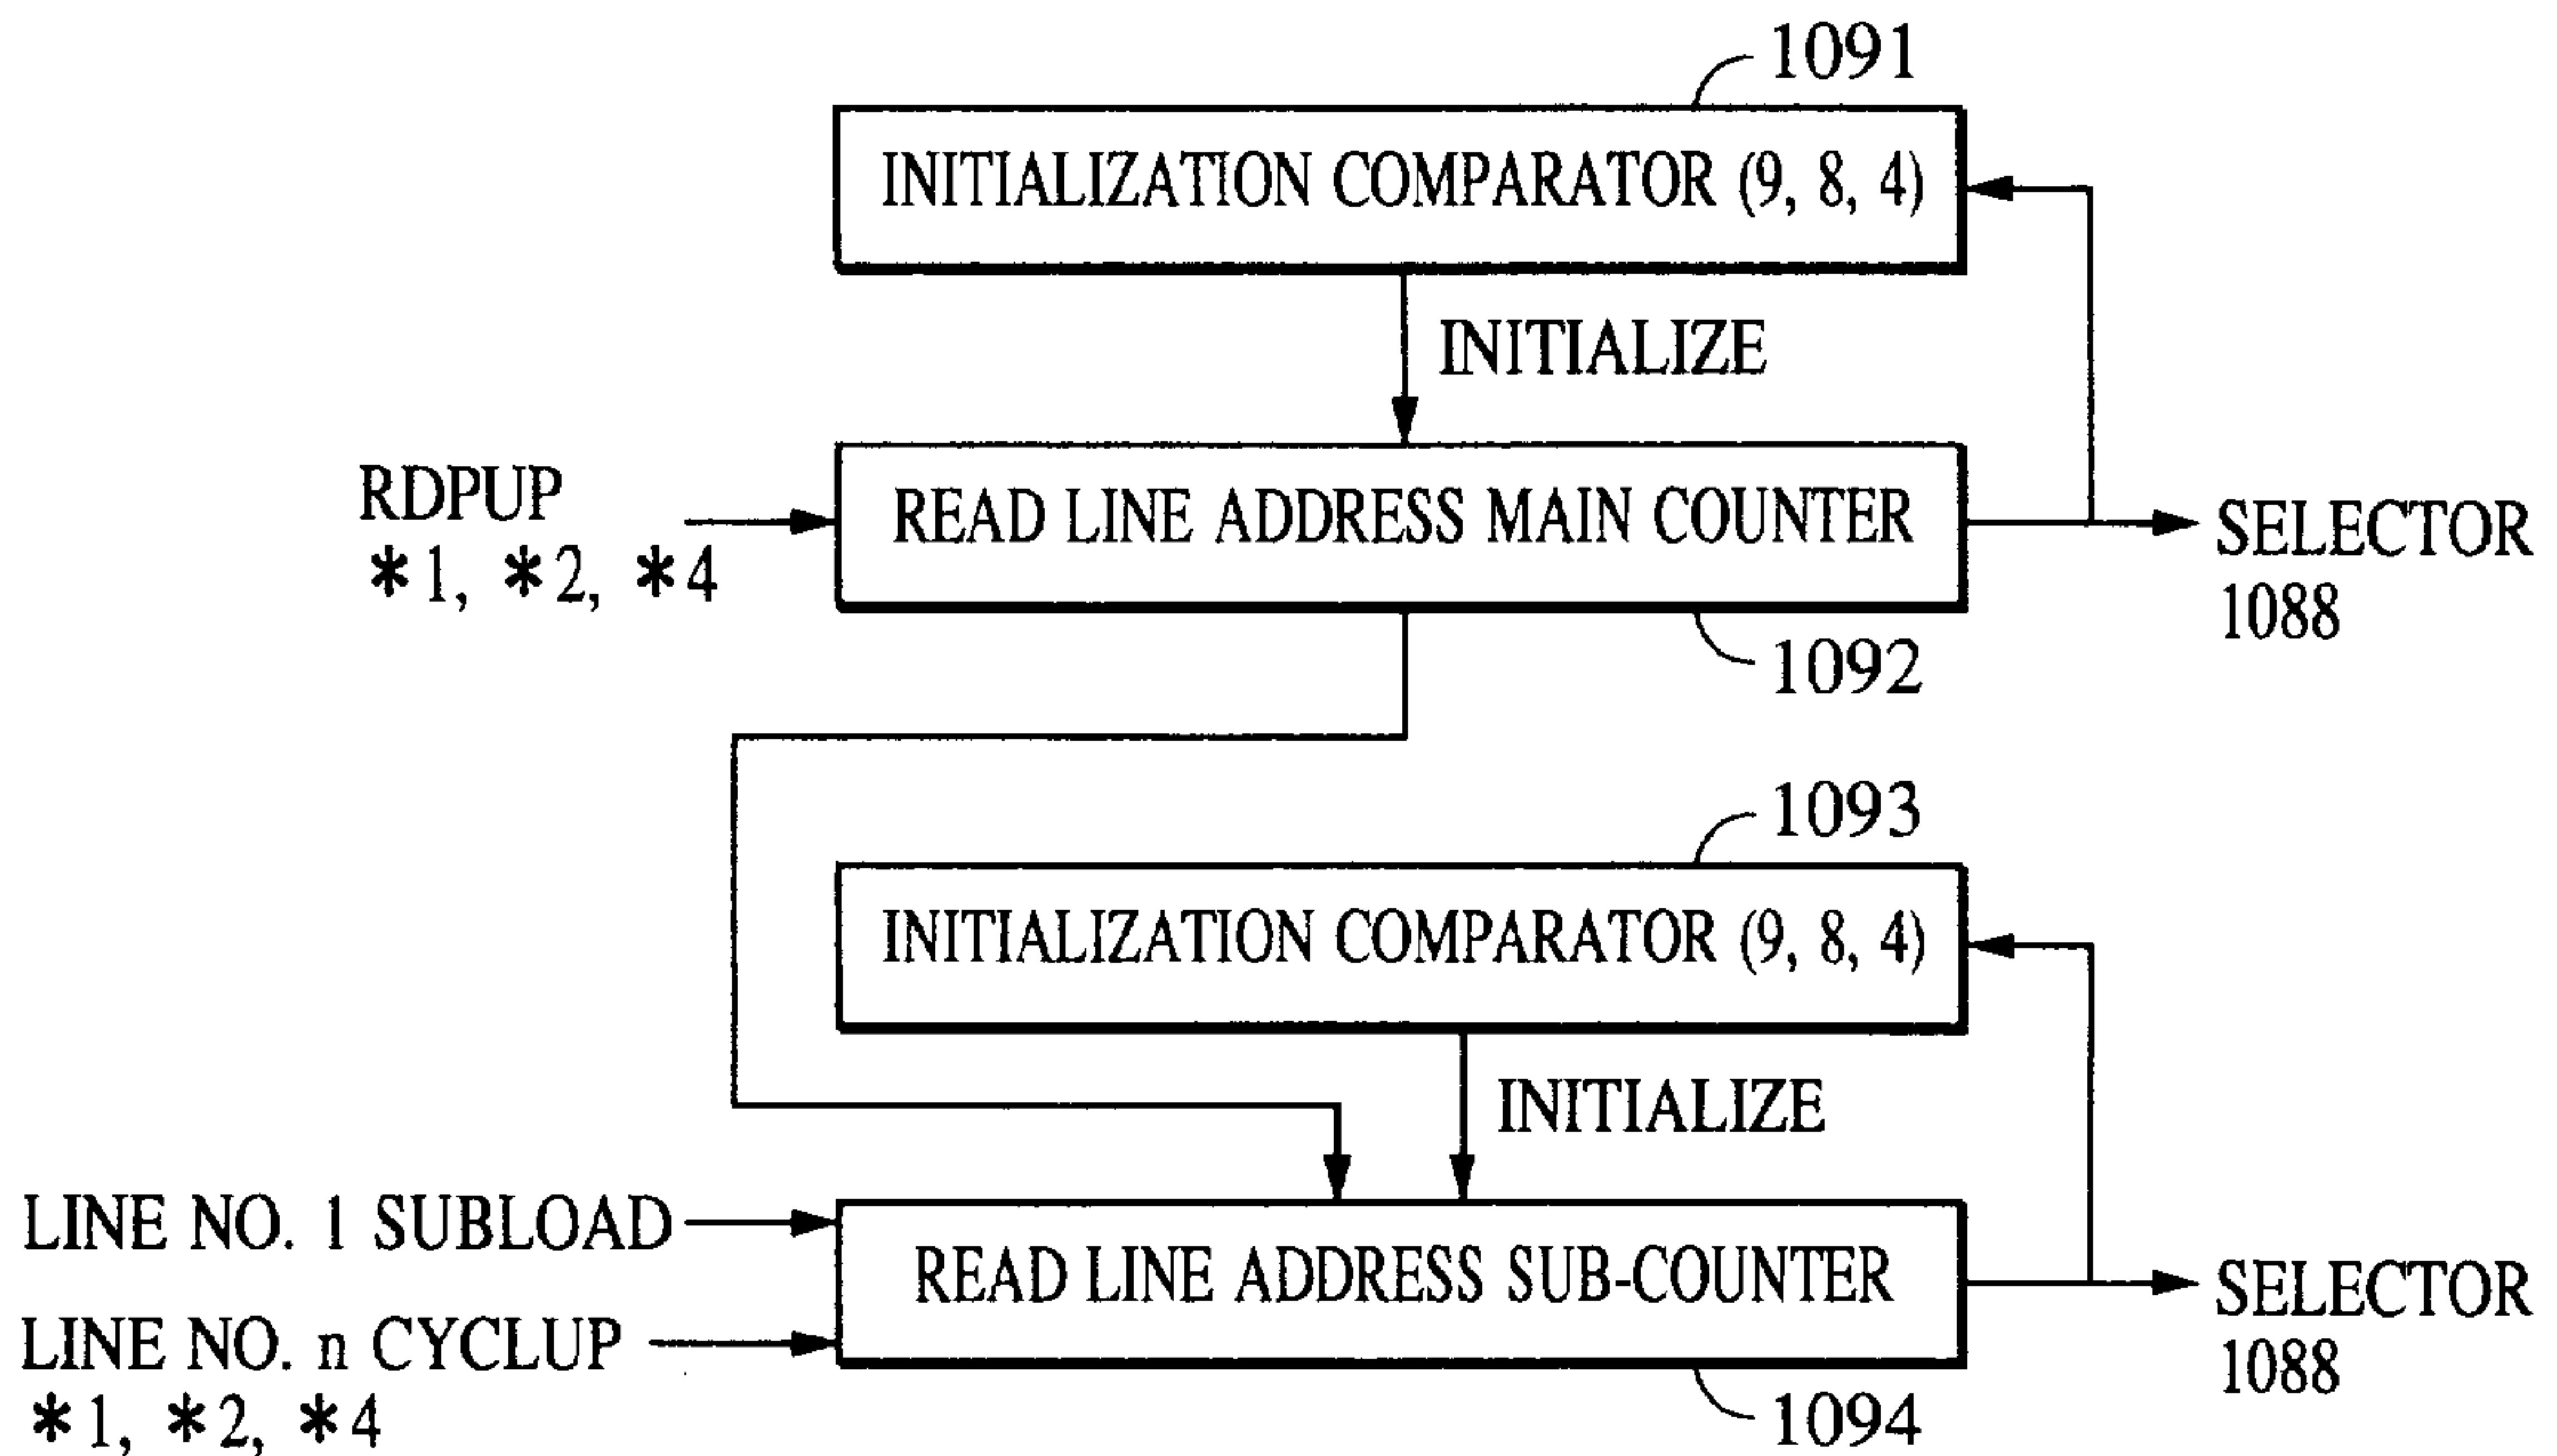 1091
INITIALIZATION COMPARATOR (9, 8, 4)
INITIALIZE
RDPUP
*1, *2, *4
READ LINE ADDRESS MAIN COUNTER
SELECTOR
1088
1092
1093
INITIALIZATION COMPARATOR (9, 8, 4)
INITIALIZE
LINE NO. 1 SUBLOAD
READ LINE ADDRESS SUB-COUNTER
SELECTOR
1088
LINE NO. n CYCLUP
*1, *2, *4
1094